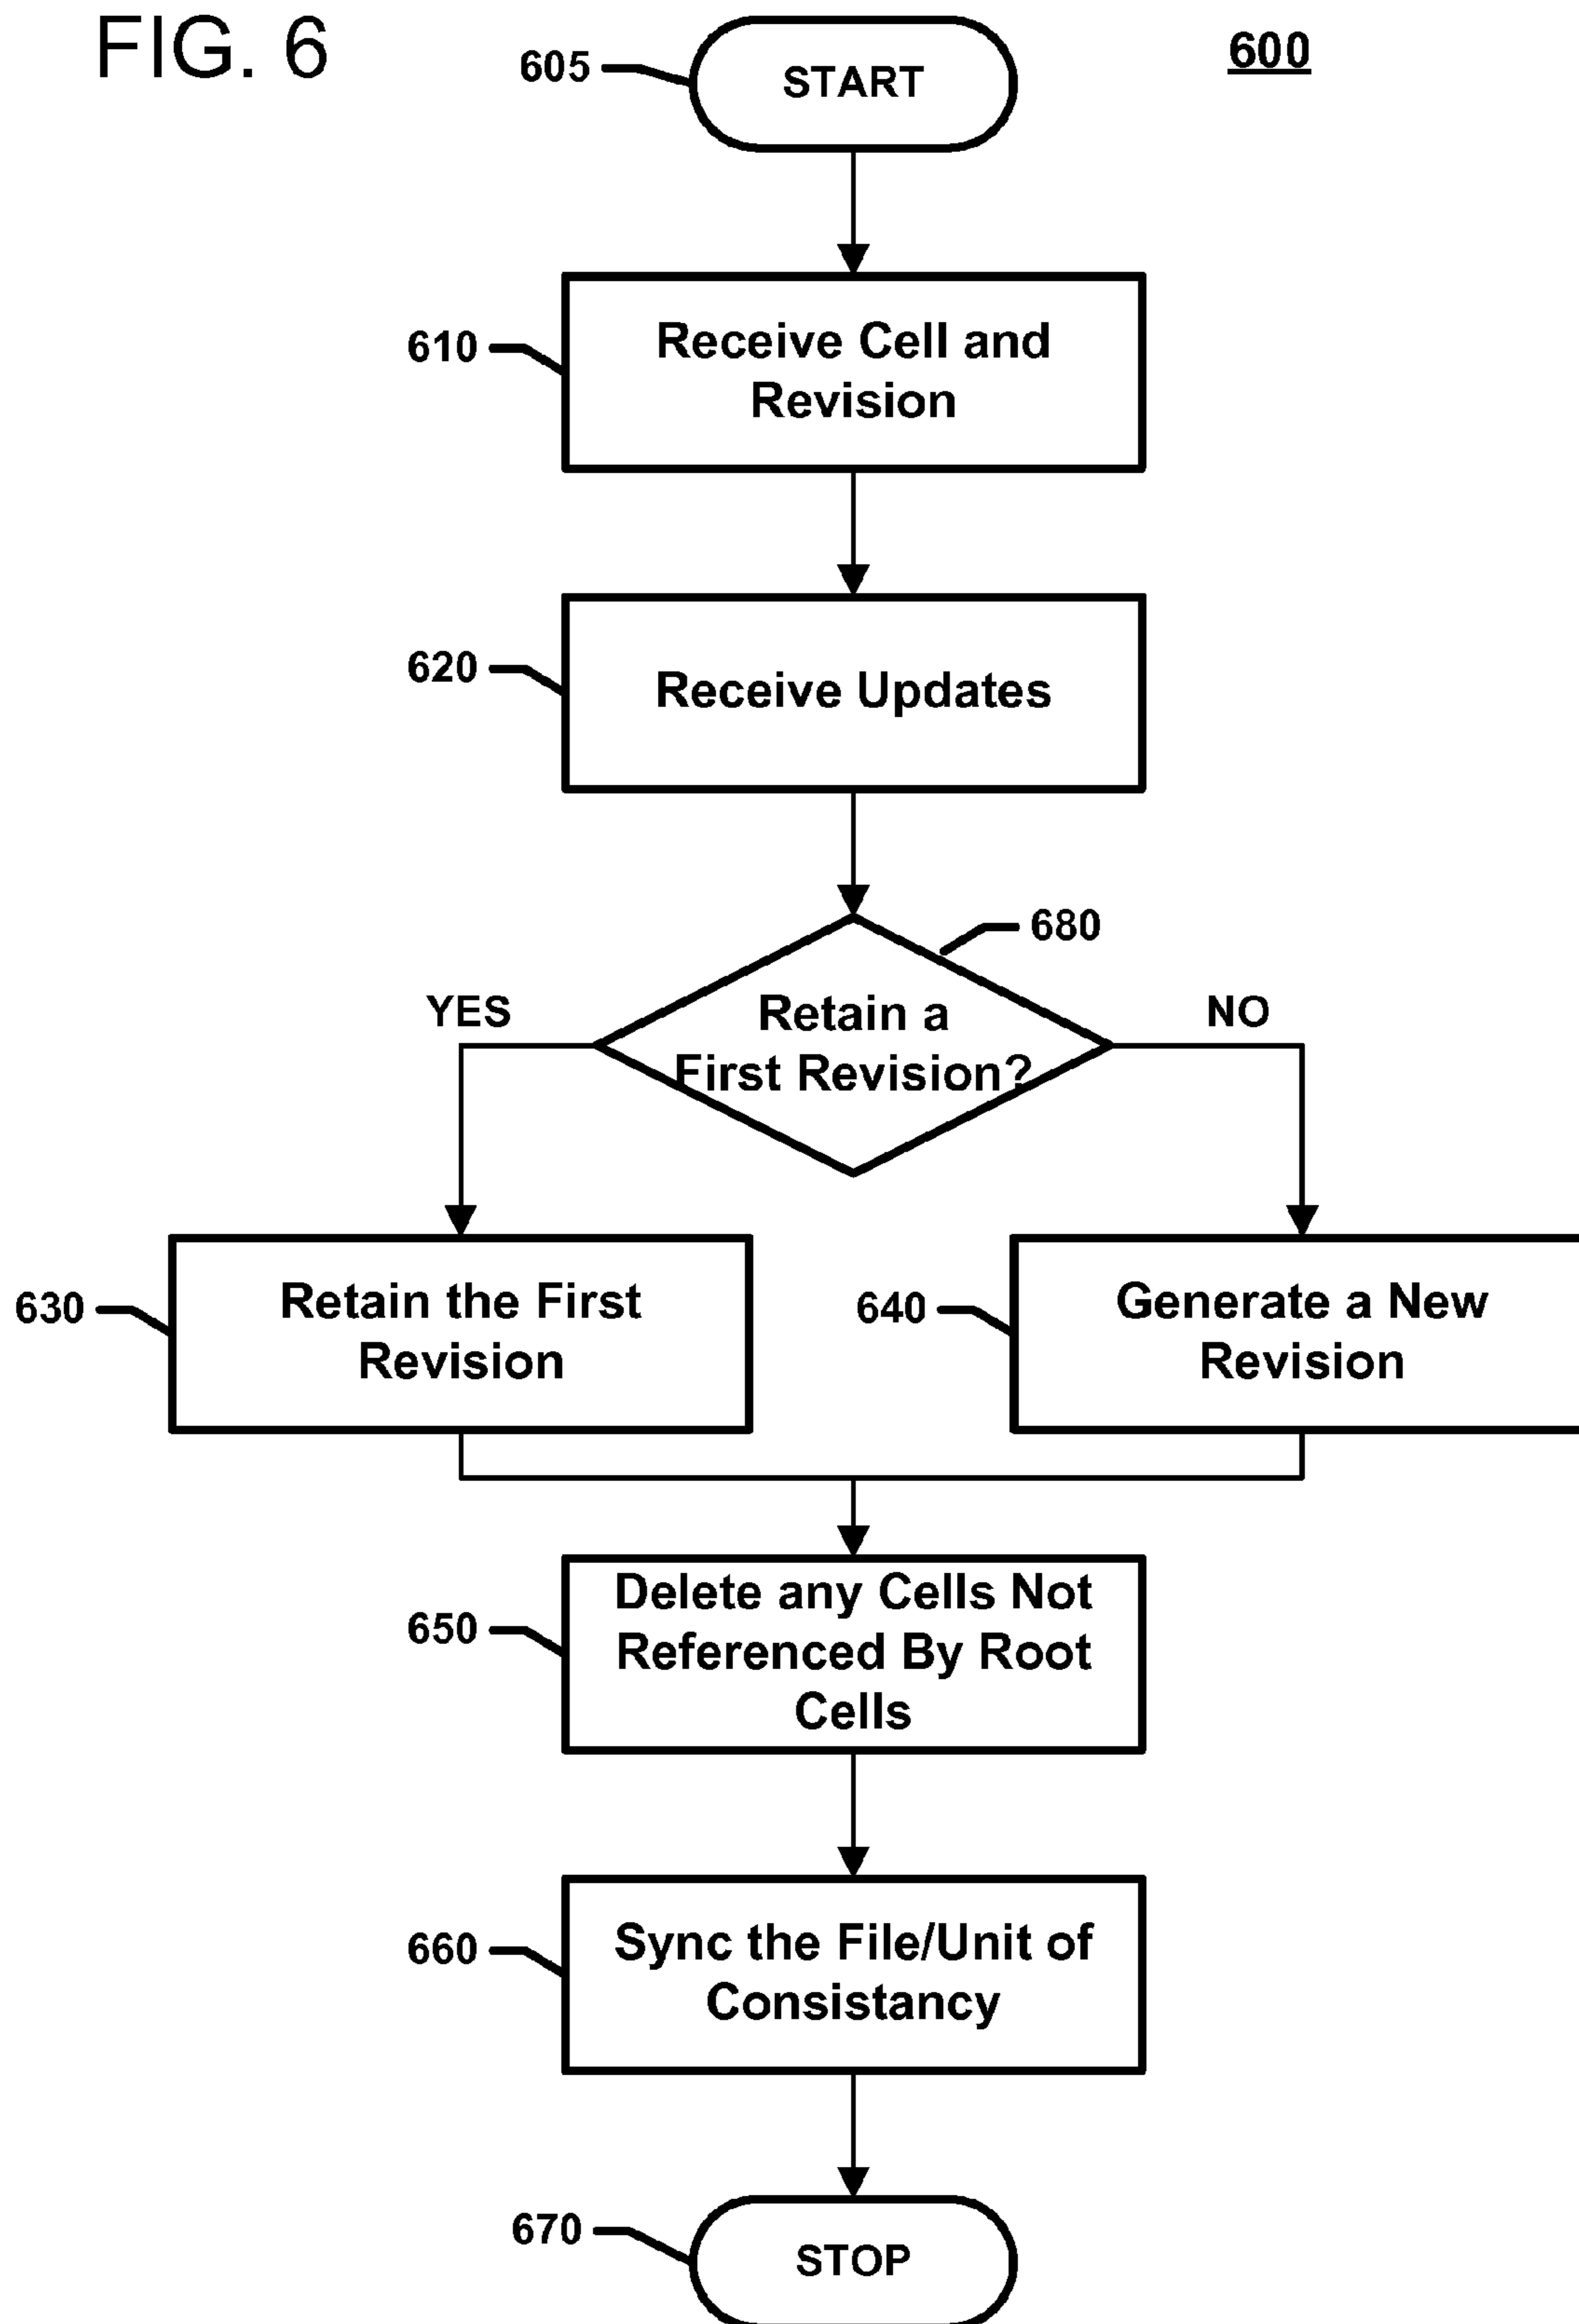 FIG. 6
600
605
START
610
Receive Cell and
Revision
620
Receive Updates
680
YES
Retain a
First Revision?
NO
630
Retain the First
Revision
640
Generate a New
Revision
650
Delete any Cells Not
Referenced By Root
Cells
660
Sync the File/Unit of
Consistancy
670
STOP